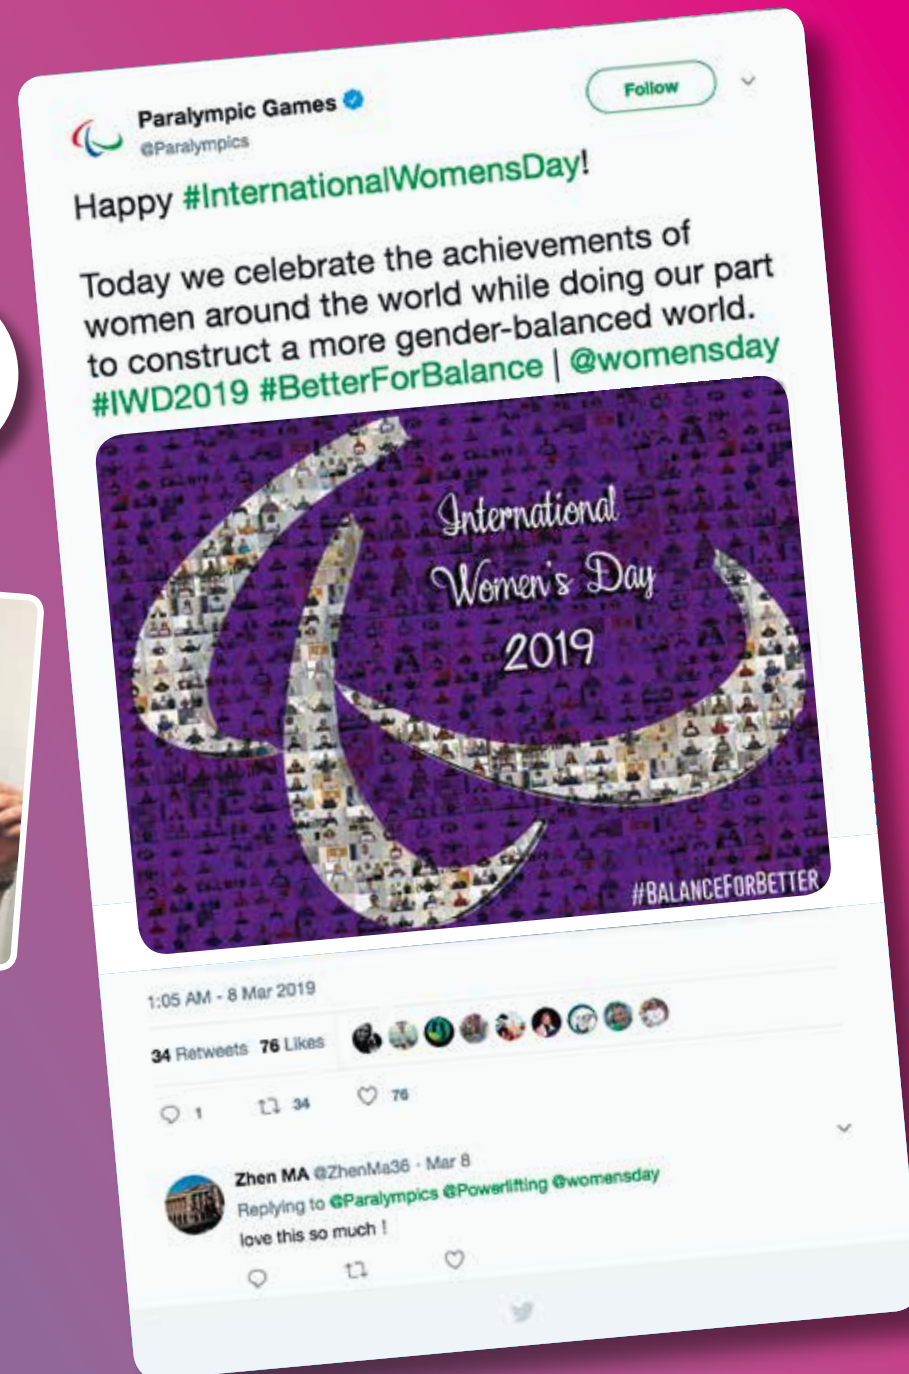 Paralympic Games
@Paralympics
Follow
Happy #InternationalWomensDay!
Today we celebrate the achievements of
women around the world while doing our part
to construct a more gender-balanced world.
#IWD2019 #BetterForBalance | @womensday
International
Women's Day
2019
#BALANCEFORBETTER
1:05 AM - 8 Mar 2019
34 Retweets 76 Likes
1 34 76
Zhen MA @ZhenMa36 · Mar 8
Replying to @Paralympics @Powerlifting @womensday
love this so much !